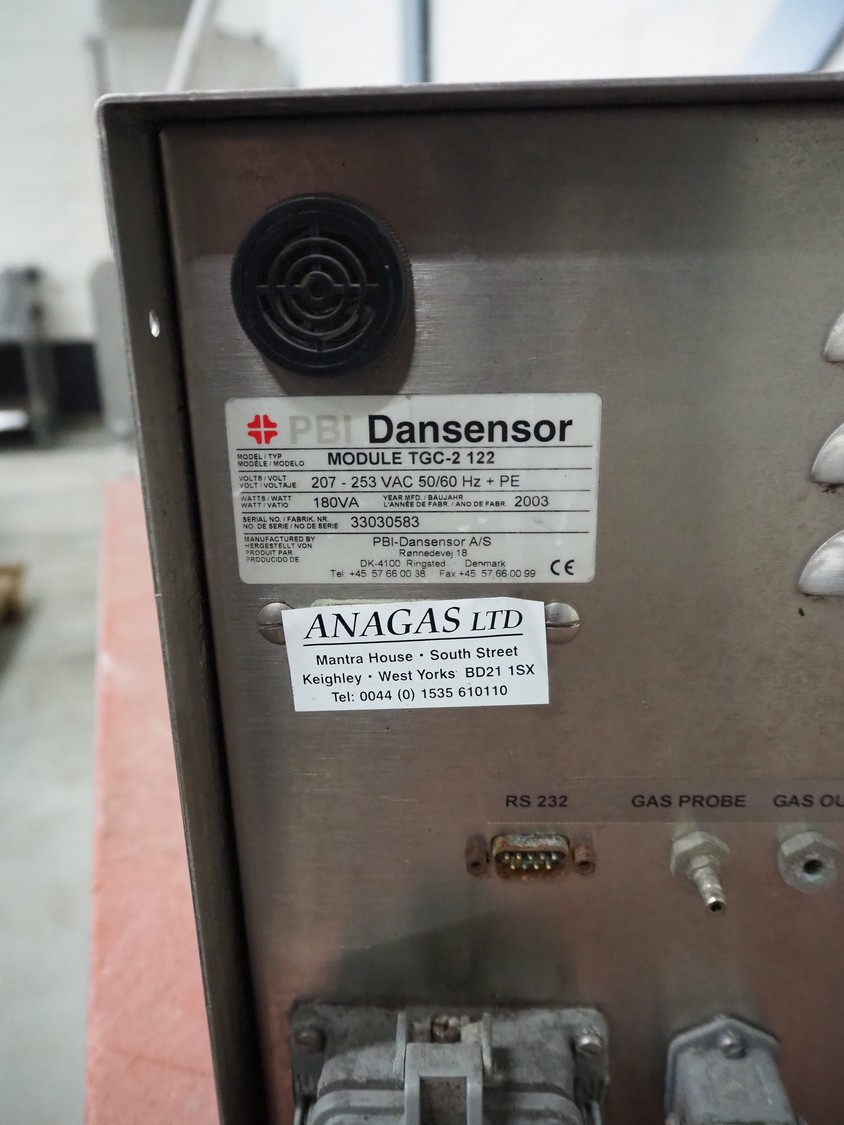 PBI Dansensor
MODEL / TYP
MODÈLE / MODELO
MODULE TGC-2 122
VOLTS / VOLT
VOLT / VOLTAJE
207 - 253 VAC 50/60 Hz + PE
WATTS / WATT
WATT / VATIO
180VA
YEAR MFD. / BAUJAHR
L'ANNÉE DE FABR. / ANO DE FABR.
2003
SERIAL NO. / FABRIK. NR.
NO. DE SERIE / NO.DE SERIE
33030583
MANUFACTURED BY
HERGESTELLT VON
PRODUIT PAR
PRODUCIDO DE
PBI-Dansensor A/S
Rønnedevej 18
DK-4100 Ringsted Denmark
Tel: +45 57 66 00 38 Fax +45 57 66 00 99
CE
ANAGAS LTD
Mantra House • South Street
Keighley • West Yorks BD21 1SX
Tel: 0044 (0) 1535 610110
RS 232 GAS PROBE GAS OU